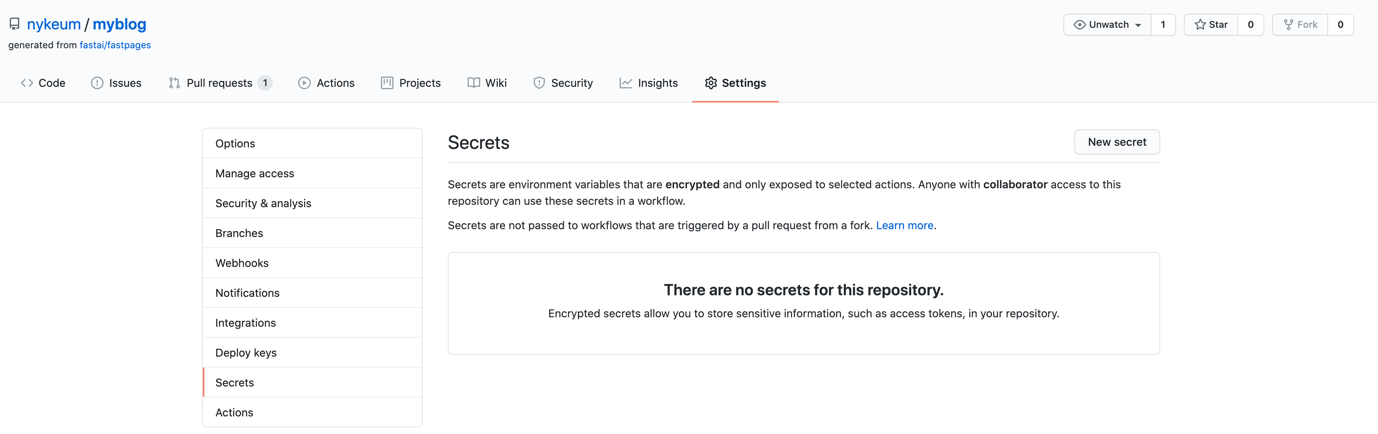 nykeum / myblog
Unwatch 1 Star 0 Fork 0
generated from fastai/fastpages
Code Issues Pull requests 1 Actions Projects Wiki Security Insights Settings
Options
Manage access
Security & analysis
Branches
Webhooks
Notifications
Integrations
Deploy keys
Secrets
Actions
Secrets
New secret
Secrets are environment variables that are encrypted and only exposed to selected actions. Anyone with collaborator access to this
repository can use these secrets in a workflow.
Secrets are not passed to workflows that are triggered by a pull request from a fork. Learn more.
There are no secrets for this repository.
Encrypted secrets allow you to store sensitive information, such as access tokens, in your repository.